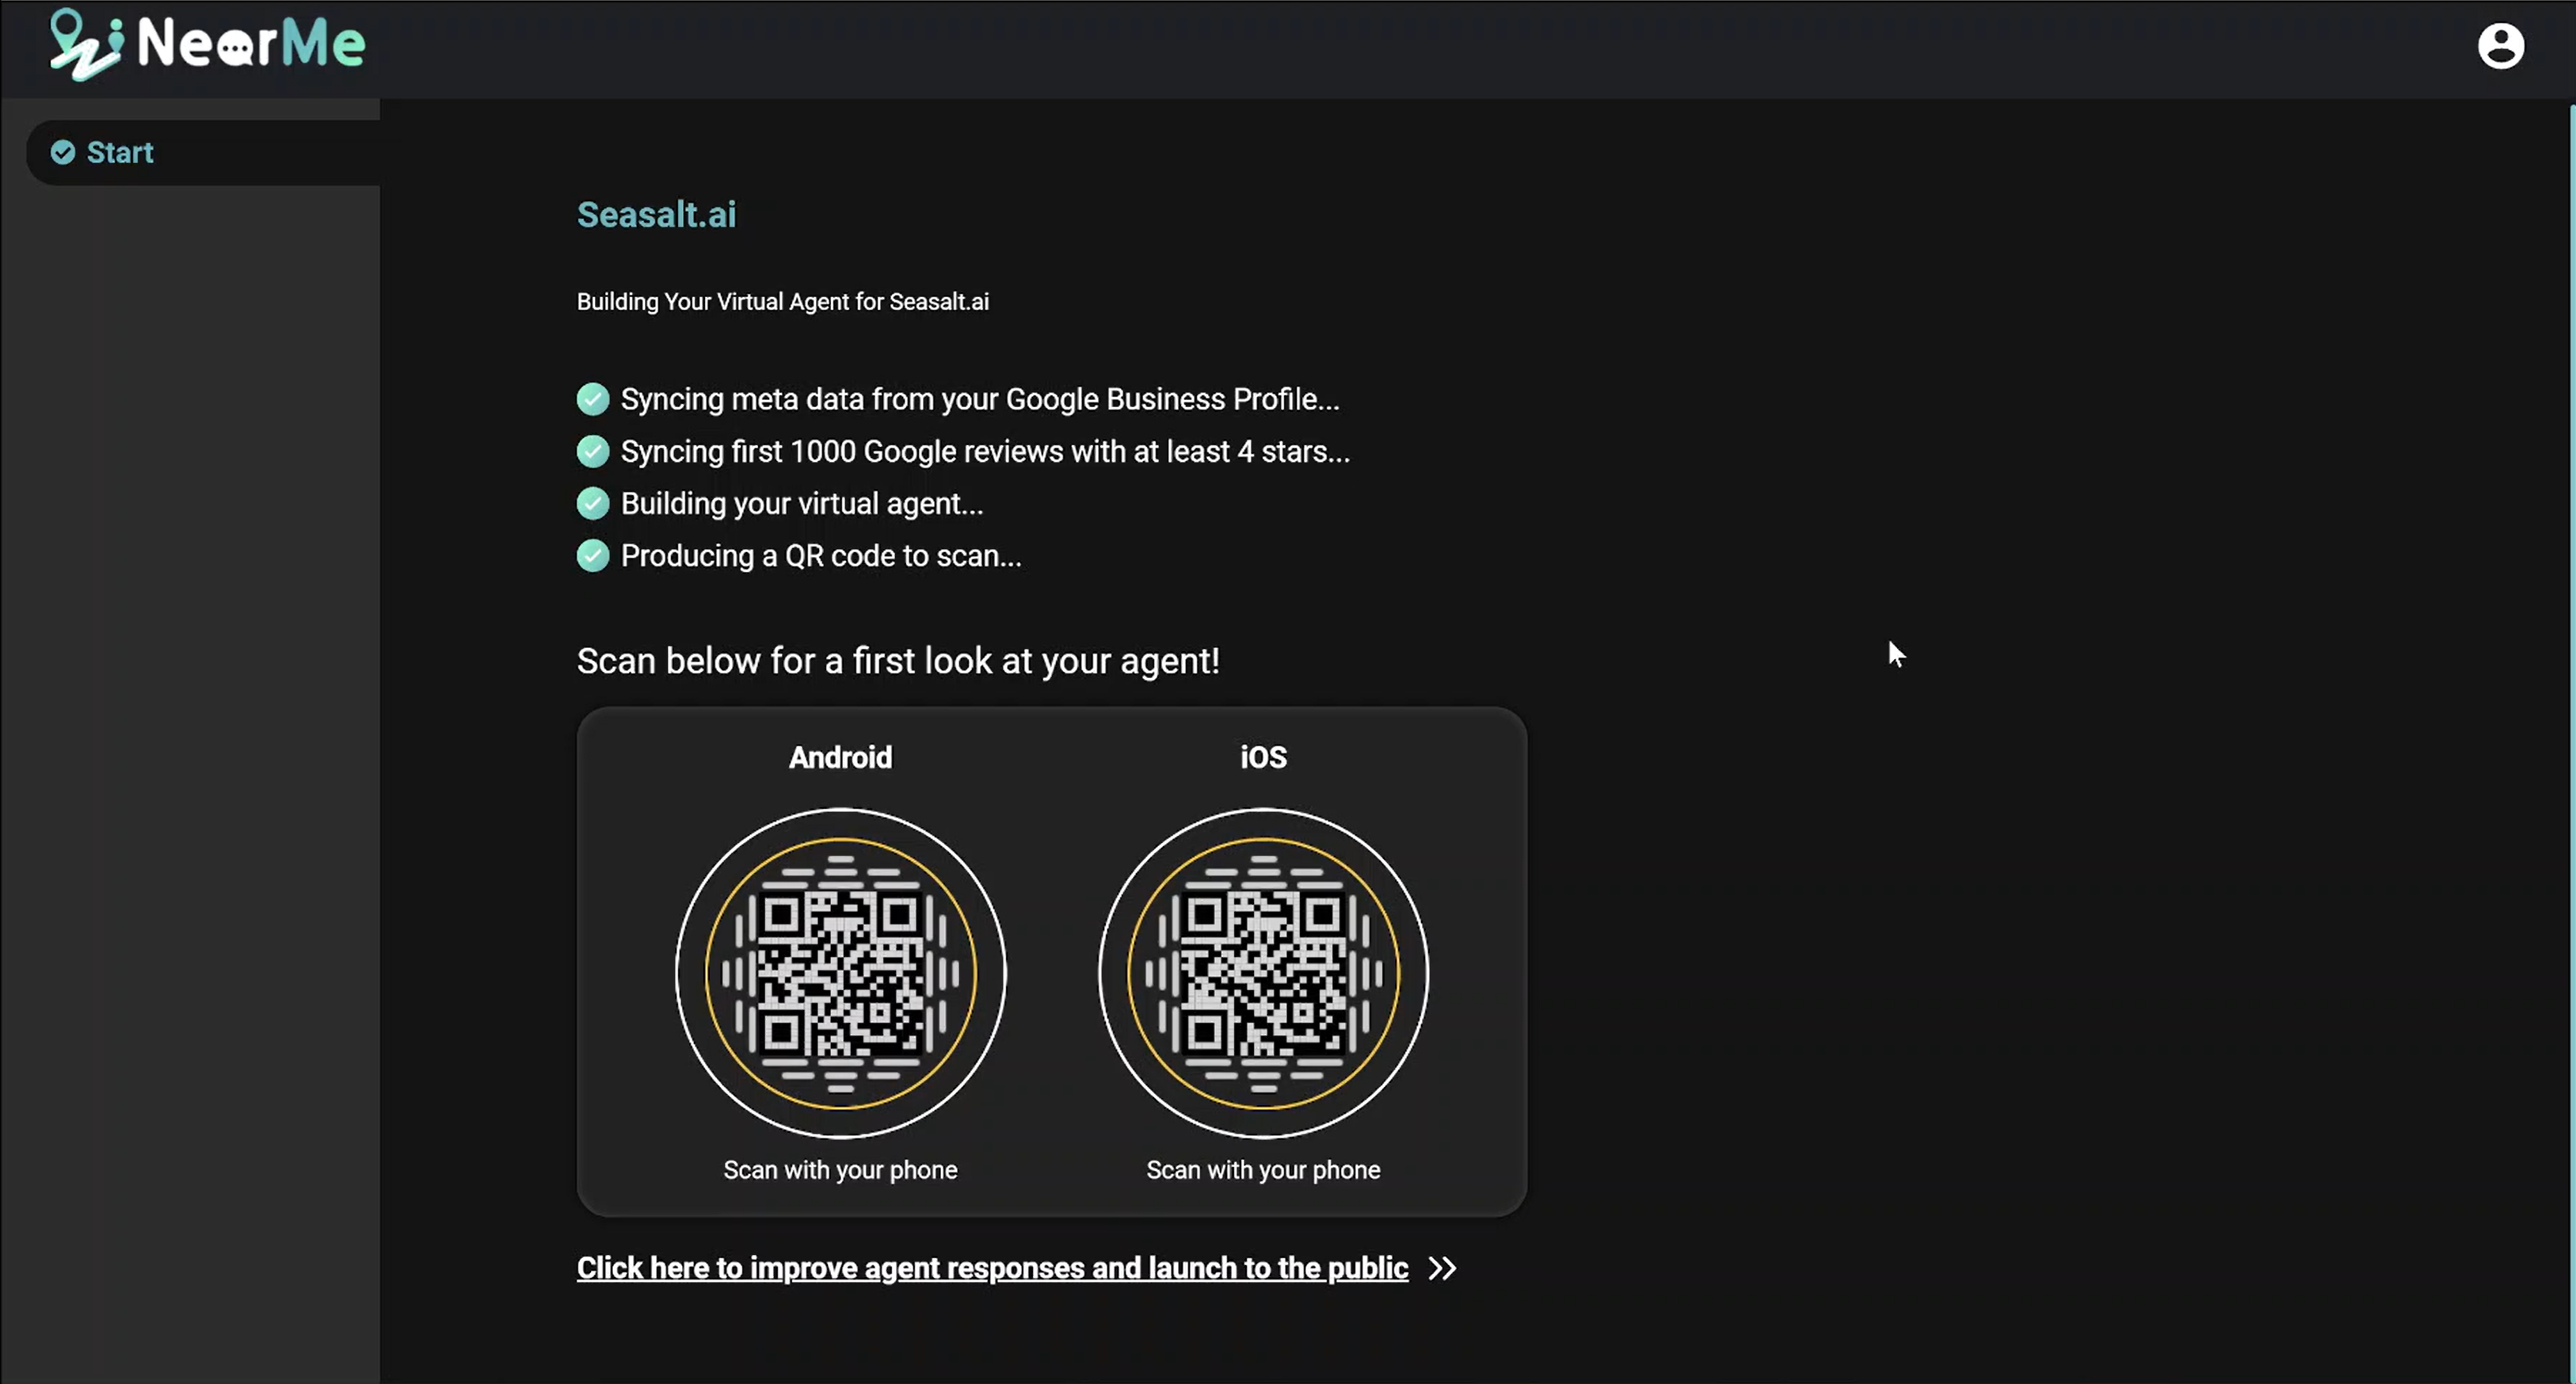 NearMe
Start
Seasalt.ai
Building Your Virtual Agent for Seasalt.ai
Syncing meta data from your Google Business Profile...
Syncing first 1000 Google reviews with at least 4 stars...
Building your virtual agent...
Producing a QR code to scan...
Scan below for a first look at your agent!
Android
iOS
Scan with your phone
Scan with your phone
Click here to improve agent responses and launch to the public